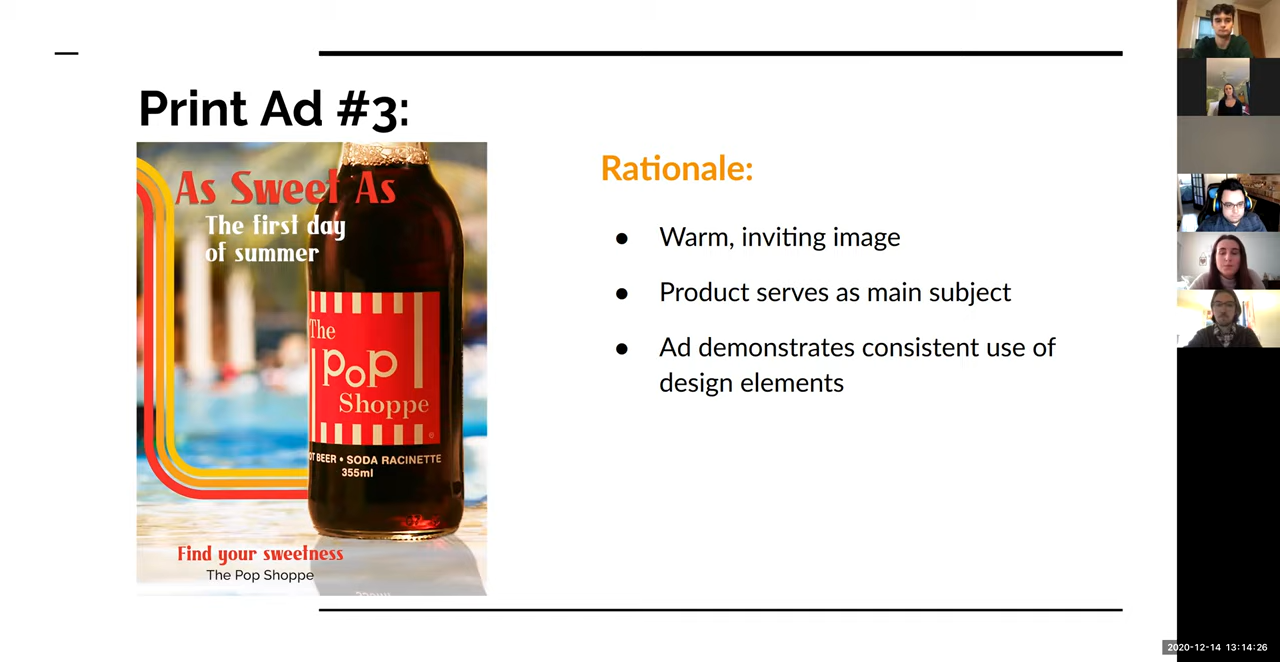 Print Ad #3:
As Sweet As
The first day
of summer
The
PoP
Shoppe
®
OT BEER • SODA RACINETTE
355ml
Find your sweetness
The Pop Shoppe
Rationale:
● Warm, inviting image
● Product serves as main subject
● Ad demonstrates consistent use of
design elements
2020-12-14 13:14:26